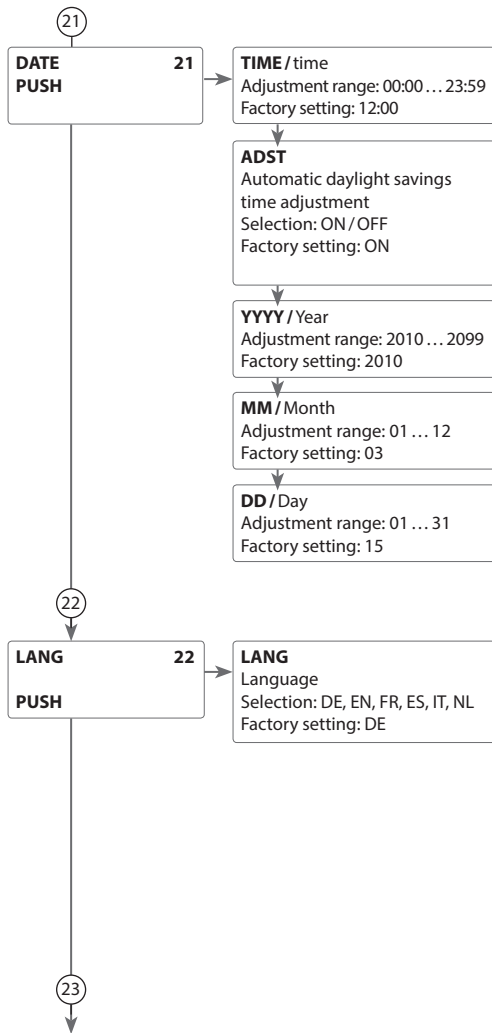 21
DATE 21
PUSH
TIME / time
Adjustment range: 00:00 … 23:59
Factory setting: 12:00
ADST
Automatic daylight savings
time adjustment
Selection: ON / OFF
Factory setting: ON
YYYY / Year
Adjustment range: 2010 … 2099
Factory setting: 2010
MM / Month
Adjustment range: 01 … 12
Factory setting: 03
DD / Day
Adjustment range: 01 … 31
Factory setting: 15
22
LANG 22
PUSH
LANG
Language
Selection: DE, EN, FR, ES, IT, NL
Factory setting: DE
23